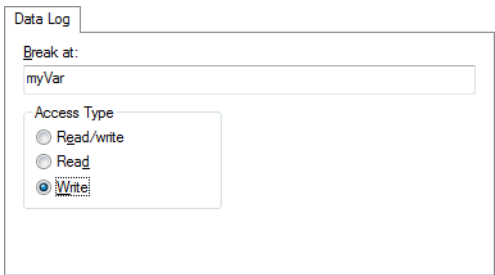 Data Log
Break at:
myVar
Access Type
Read/write
Read
Write